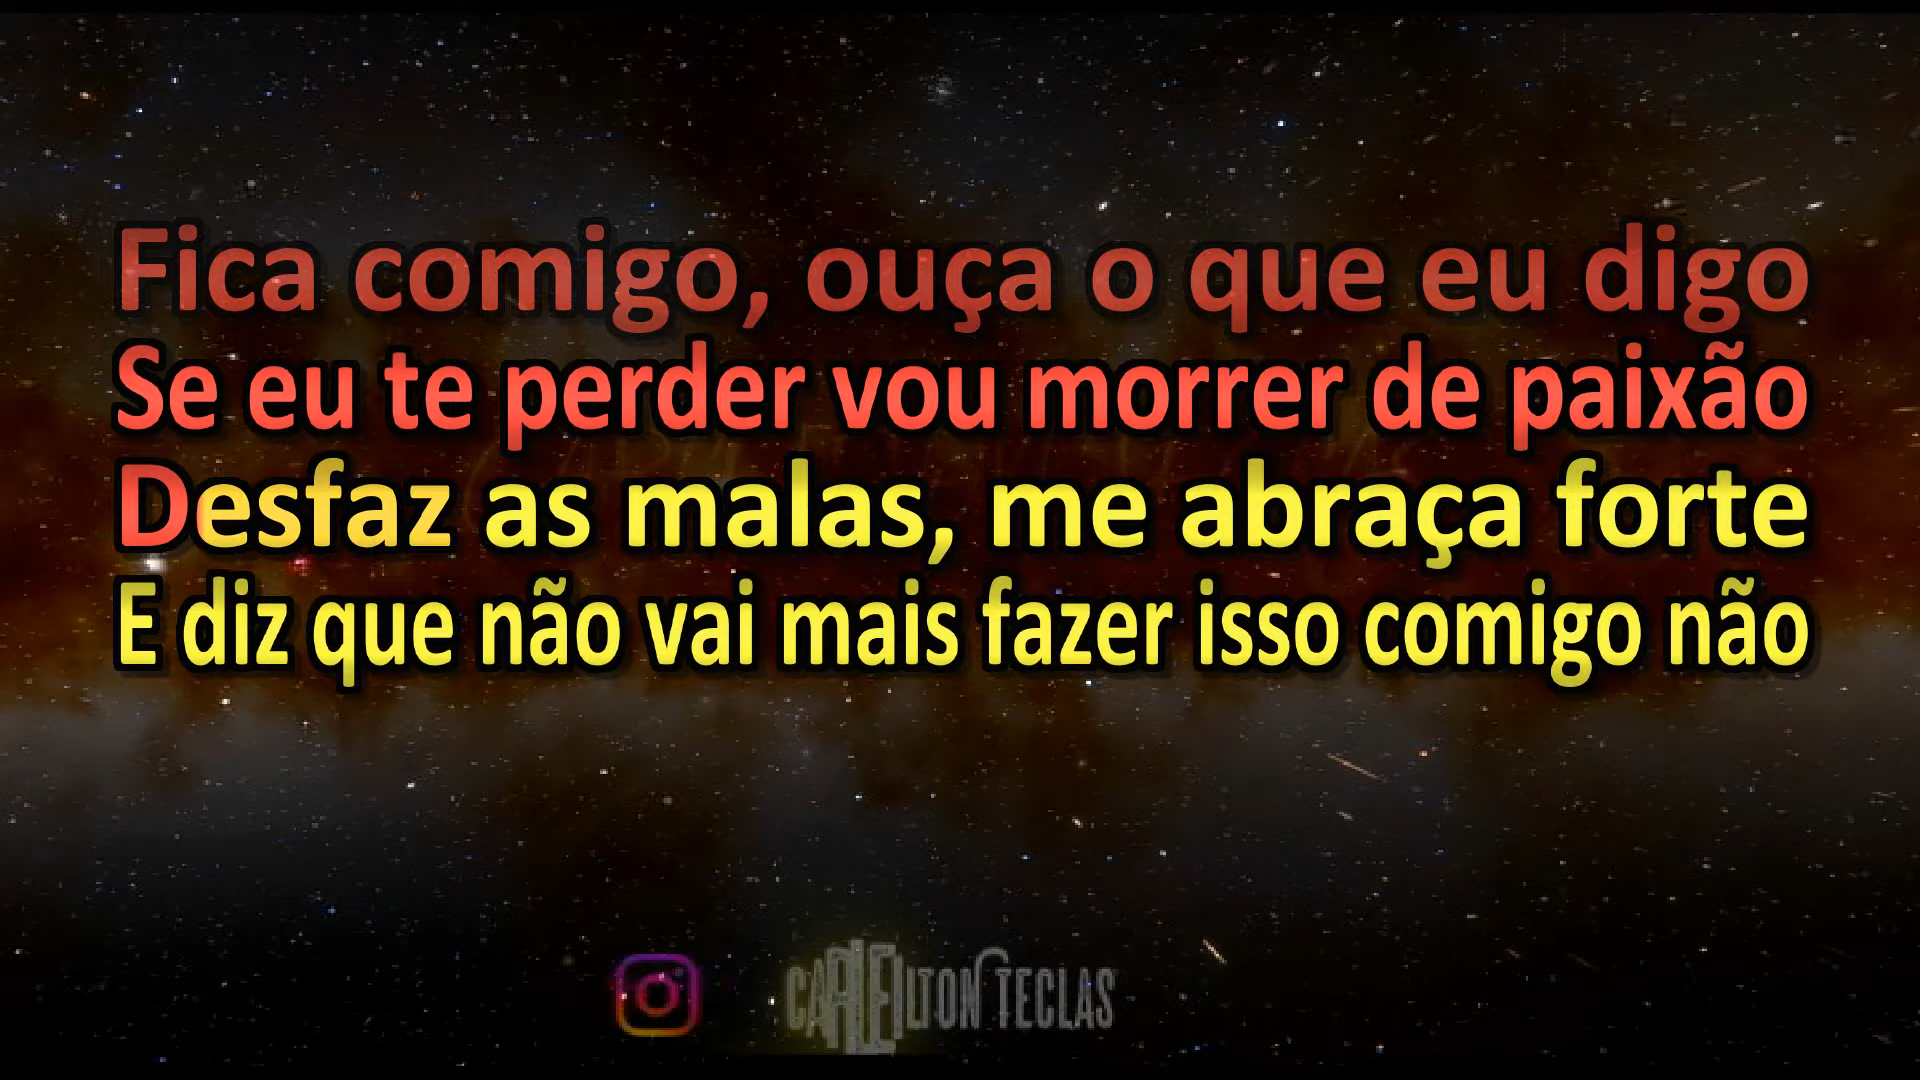 Fica comigo, ouça o que eu digo
Se eu te perder vou morrer de paixão
Desfaz as malas, me abraça forte
E diz que não vai mais fazer isso comigo não
TECLAS